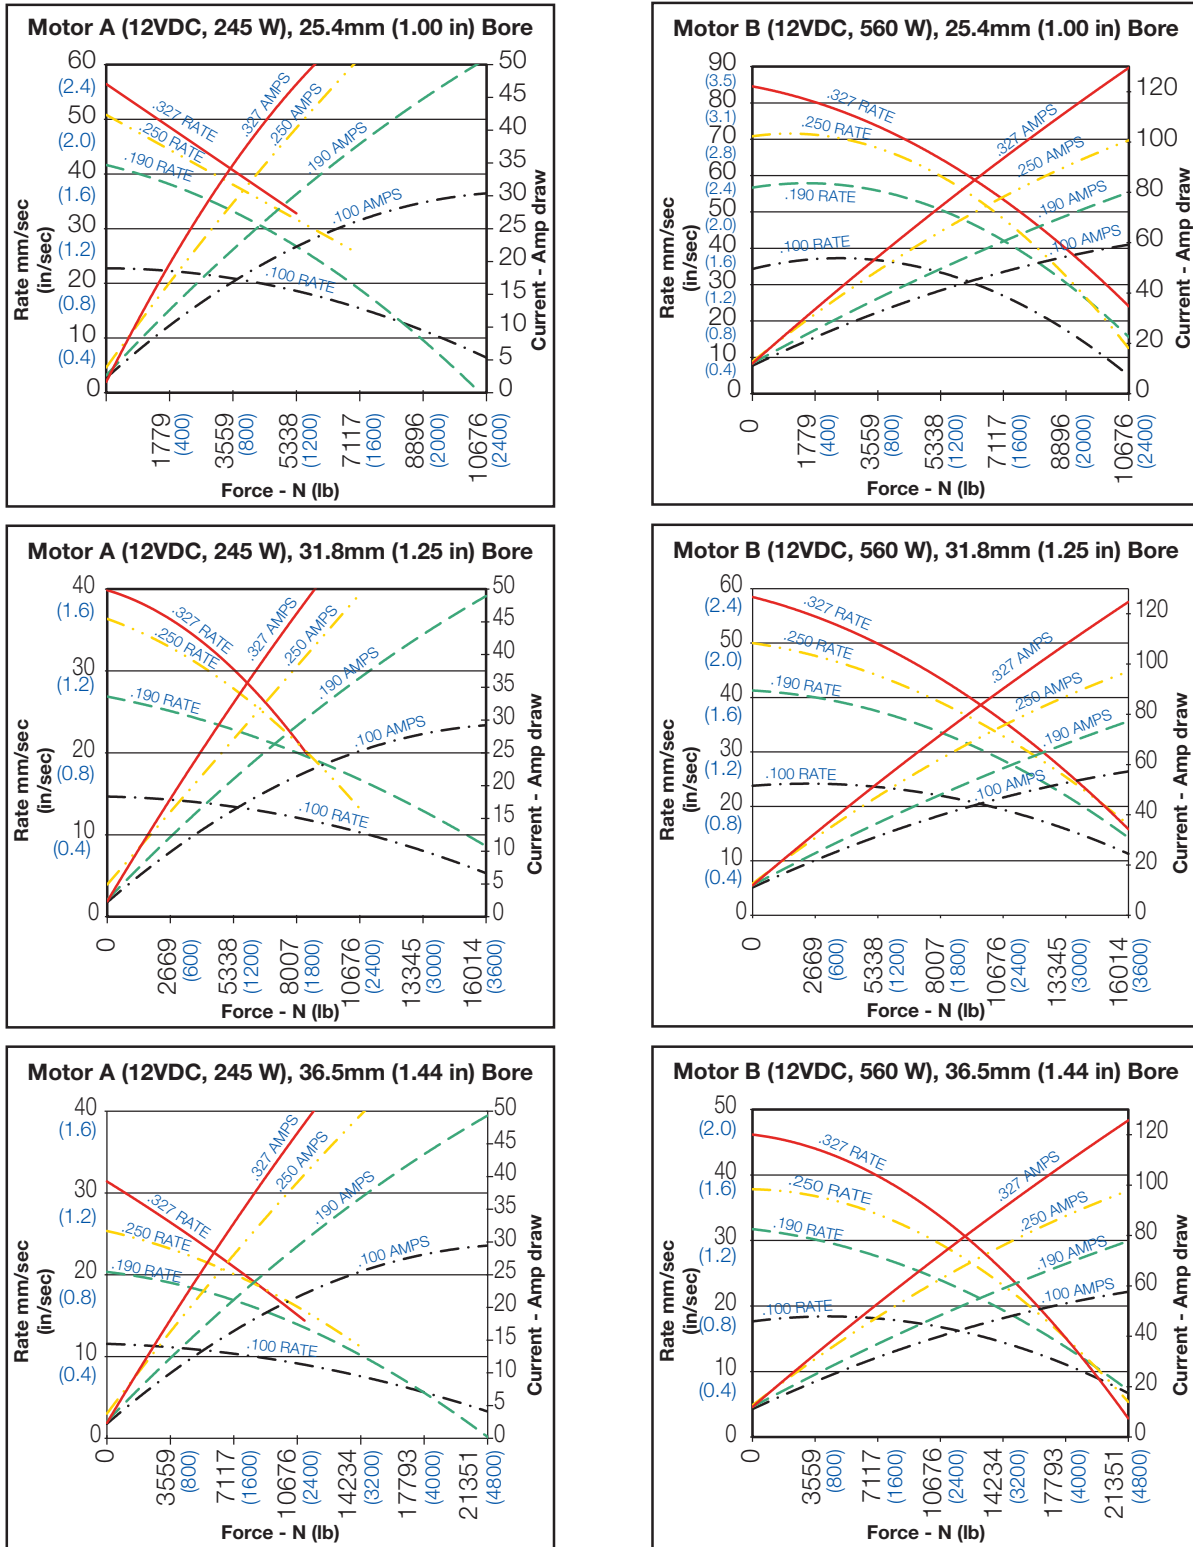 Motor A (12VDC, 245 W), 25.4mm (1.00 in) Bore
Rate mm/sec
(in/sec)
60
(2.4)
50
(2.0)
40
(1.6)
30
(1.2)
20
(0.8)
10
(0.4)
0
.327 RATE
.250 RATE
.190 RATE
.100 RATE
.327 AMPS
.250 AMPS
.190 AMPS
.100 AMPS
50
45
40
35
30
25
20
15
10
5
0
Current - Amp draw
1779
(400)
3559
(800)
5338
(1200)
7117
(1600)
8896
(2000)
10676
(2400)
Force - N (lb)
Motor B (12VDC, 560 W), 25.4mm (1.00 in) Bore
Rate mm/sec
(in/sec)
90
(3.5)
80
(3.1)
70
(2.8)
60
(2.4)
50
(2.0)
40
(1.6)
30
(1.2)
20
(0.8)
10
(0.4)
0
.327 RATE
.250 RATE
.190 RATE
.100 RATE
.327 AMPS
.250 AMPS
.190 AMPS
.100 AMPS
120
100
80
60
40
20
0
Current - Amp draw
0
1779
(400)
3559
(800)
5338
(1200)
7117
(1600)
8896
(2000)
10676
(2400)
Force - N (lb)
Motor A (12VDC, 245 W), 31.8mm (1.25 in) Bore
Rate mm/sec
(in/sec)
40
(1.6)
30
(1.2)
20
(0.8)
10
(0.4)
0
.327 RATE
.250 RATE
.190 RATE
.100 RATE
.327 AMPS
.250 AMPS
.190 AMPS
.100 AMPS
50
45
40
35
30
25
20
15
10
5
0
Current - Amp draw
0
2669
(600)
5338
(1200)
8007
(1800)
10676
(2400)
13345
(3000)
16014
(3600)
Force - N (lb)
Motor B (12VDC, 560 W), 31.8mm (1.25 in) Bore
Rate mm/sec
(in/sec)
60
(2.4)
50
(2.0)
40
(1.6)
30
(1.2)
20
(0.8)
10
(0.4)
0
.327 RATE
.250 RATE
.190 RATE
.100 RATE
.327 AMPS
.250 AMPS
.190 AMPS
.100 AMPS
120
100
80
60
40
20
0
Current - Amp draw
0
2669
(600)
5338
(1200)
8007
(1800)
10676
(2400)
13345
(3000)
16014
(3600)
Force - N (lb)
Motor A (12VDC, 245 W), 36.5mm (1.44 in) Bore
Rate mm/sec
(in/sec)
40
(1.6)
30
(1.2)
20
(0.8)
10
(0.4)
0
.327 RATE
.250 RATE
.190 RATE
.100 RATE
.327 AMPS
.250 AMPS
.190 AMPS
.100 AMPS
50
45
40
35
30
25
20
15
10
5
0
Current - Amp draw
0
3559
(800)
7117
(1600)
10676
(2400)
14234
(3200)
17793
(4000)
21351
(4800)
Force - N (lb)
Motor B (12VDC, 560 W), 36.5mm (1.44 in) Bore
Rate mm/sec
(in/sec)
50
(2.0)
40
(1.6)
30
(1.2)
20
(0.8)
10
(0.4)
0
.327 RATE
.250 RATE
.190 RATE
.100 RATE
.327 AMPS
.250 AMPS
.190 AMPS
.100 AMPS
120
100
80
60
40
20
0
Current - Amp draw
0
3559
(800)
7117
(1600)
10676
(2400)
14234
(3200)
17793
(4000)
21351
(4800)
Force - N (lb)